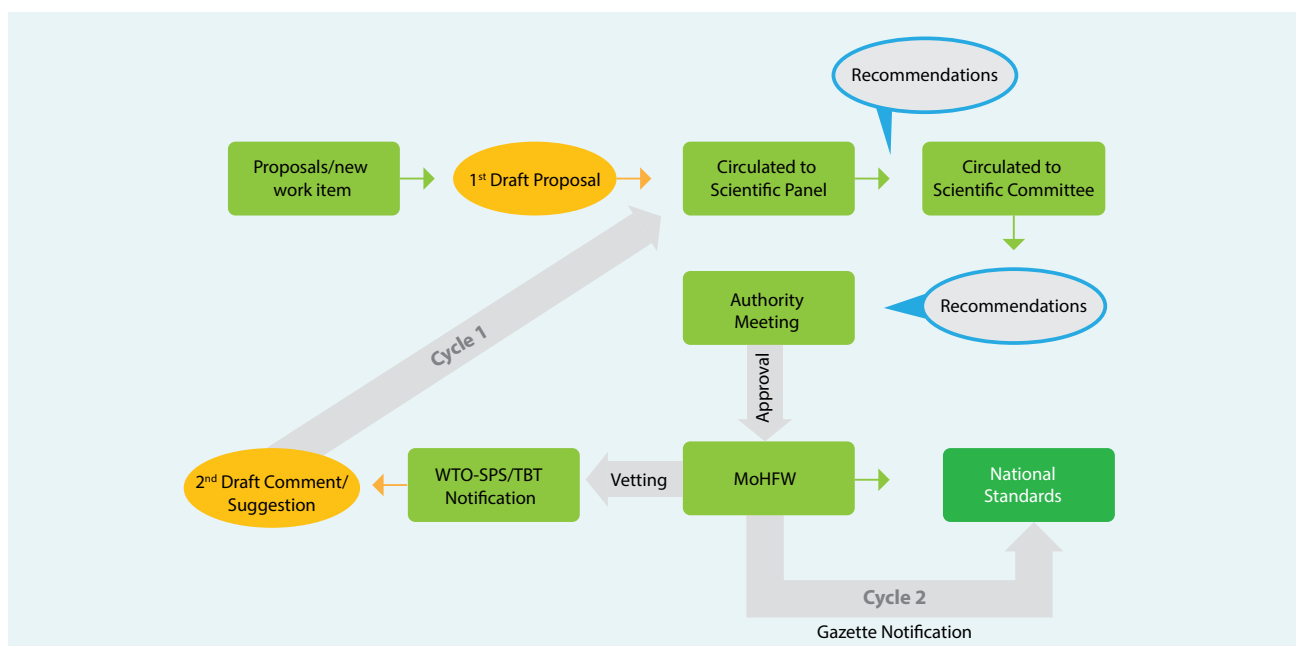 Recommendations
Proposals/new
work item
1st Draft Proposal
Circulated to
Scientific Panel
Circulated to
Scientific Committee
Authority
Meeting
Recommendations
Cycle 1
Approval
2nd Draft Comment/
Suggestion
WTO-SPS/TBT
Notification
Vetting
MoHFW
National
Standards
Cycle 2
Gazette Notification